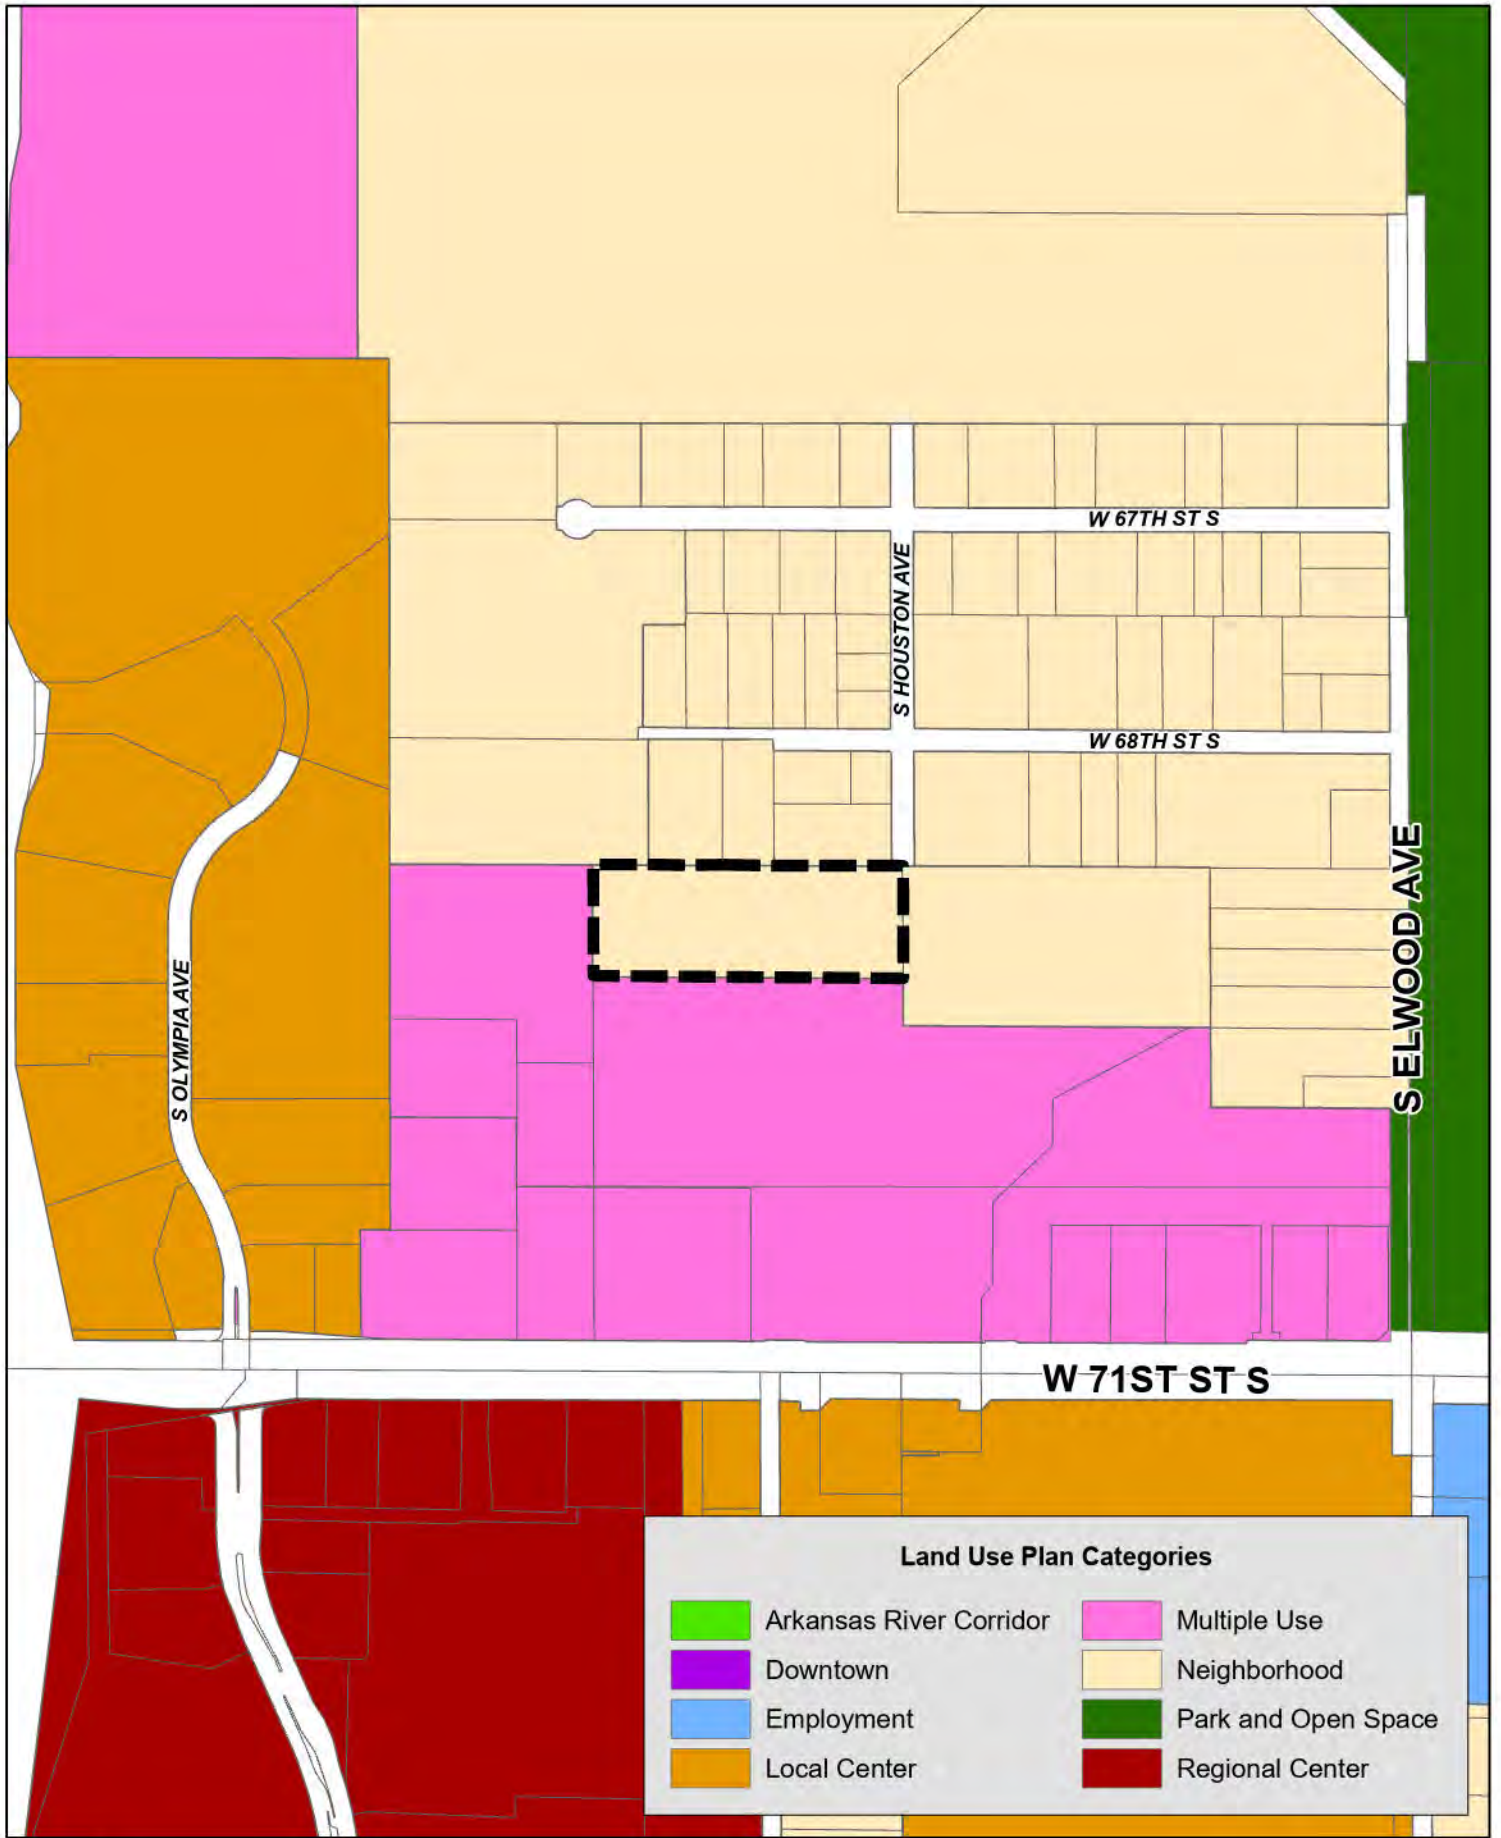 W 67TH ST S
S HOUSTON AVE
W 68TH ST S
S ELWOOD AVE
S OLYMPIA AVE
W 71ST ST S
Land Use Plan Categories
Arkansas River Corridor
Downtown
Employment
Local Center
Multiple Use
Neighborhood
Park and Open Space
Regional Center